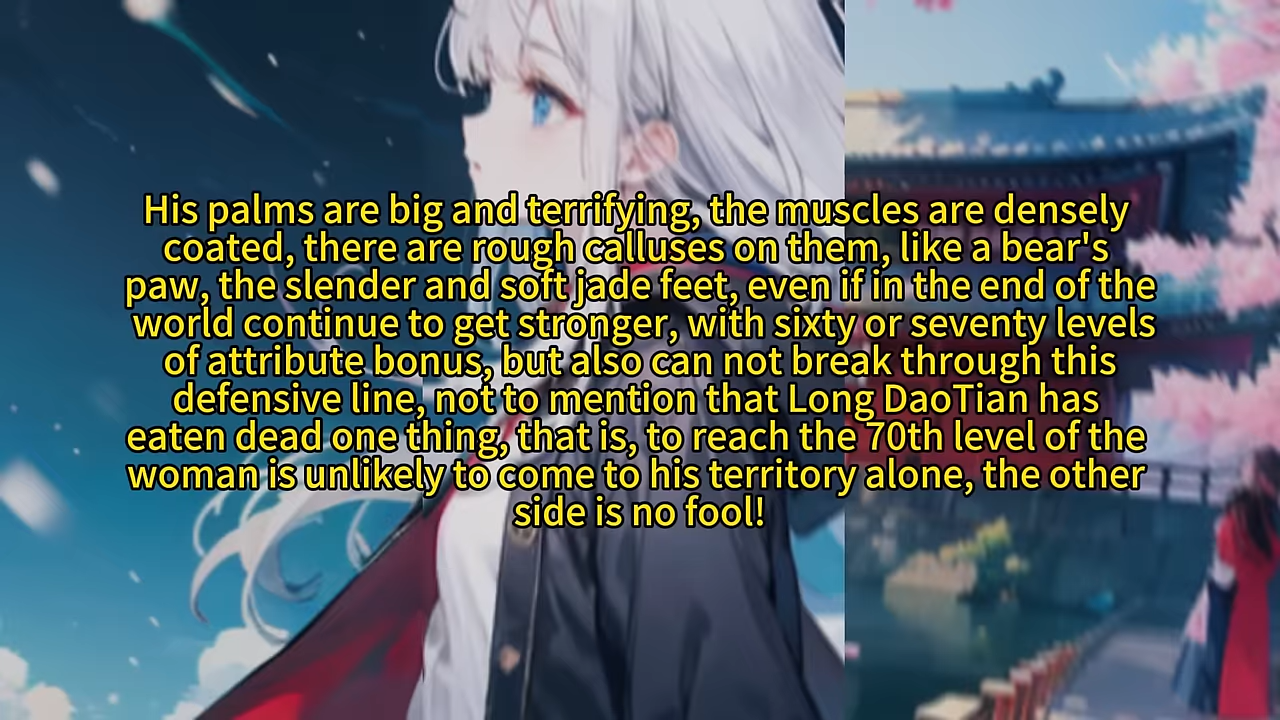 His palms are big and terrifying, the muscles are densely
coated, there are rough calluses on them, like a bear's
paw, the slender and soft jade feet, even if in the end of the
world continue to get stronger, with sixty or seventy levels
of attribute bonus, but also can not break through this
defensive line, not to mention that Long DaoTian has
eaten dead one thing, that is, to reach the 70th level of the
woman is unlikely to come to his territory alone, the other
side is no fool!